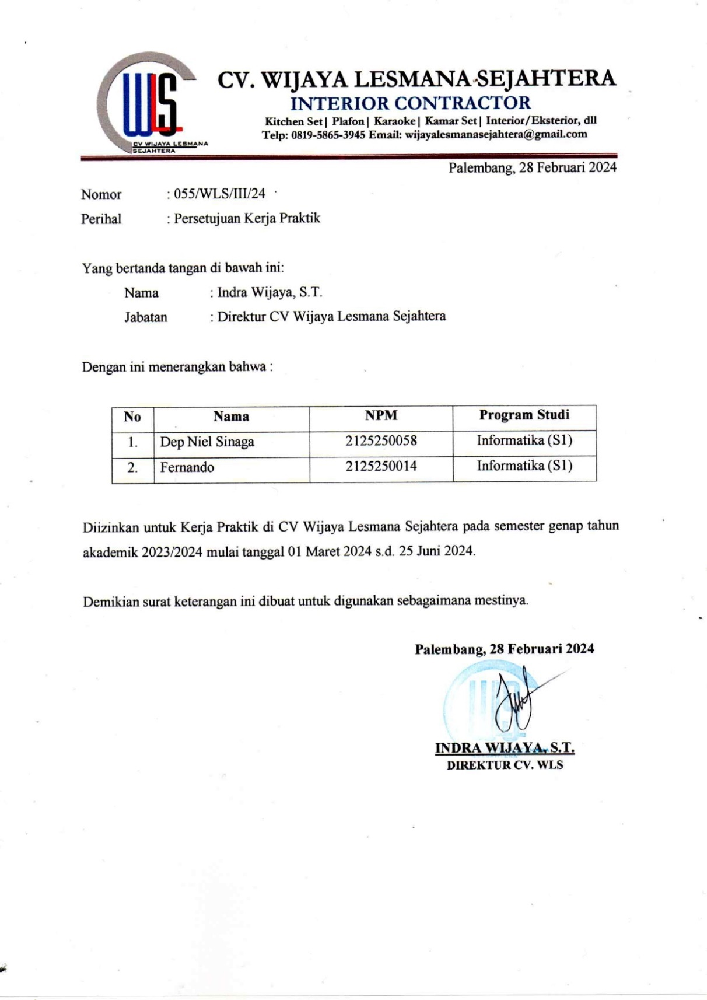 WLS
CV WIJAYA LESMANA
SEJAHTERA
CV. WIJAYA LESMANA SEJAHTERA
INTERIOR CONTRACTOR
Kitchen Set| Plafon| Karaoke| Kamar Set| Interior/Eksterior, dll
Telp: 0819-5865-3945 Email: wijayalesmanasejahtera@gmail.com
Palembang, 28 Februari 2024
Nomor : 055/WLS/III/24
Perihal : Persetujuan Kerja Praktik
Yang bertanda tangan di bawah ini:
Nama : Indra Wijaya, S.T.
Jabatan : Direktur CV Wijaya Lesmana Sejahtera
Dengan ini menerangkan bahwa :
No Nama NPM Program Studi
1. Dep Niel Sinaga 2125250058 Informatika (S1)
2. Fernando 2125250014 Informatika (S1)
Diizinkan untuk Kerja Praktik di CV Wijaya Lesmana Sejahtera pada semester genap tahun
akademik 2023/2024 mulai tanggal 01 Maret 2024 s.d. 25 Juni 2024.
Demikian surat keterangan ini dibuat untuk digunakan sebagaimana mestinya.
Palembang, 28 Februari 2024
WLS
INDRA WIJAYA, S.T.
DIREKTUR CV. WLS